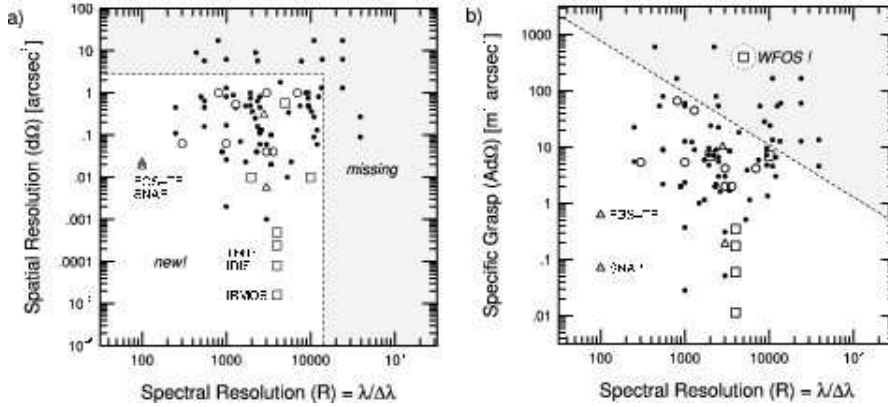 a)
Spatial Resolution (dΩ) [arcsec²]
100
10
1
.1
.01
.001
.0001
missing
new!
SNAP
IRMOS
100
1000
10000
Spectral Resolution (R) = λ/Δλ
b)
Specific Grasp (AdΩ) [m² arcsec²]
1000
100
10
1
.1
.01
WFOS !
SNAP
100
1000
10000
Spectral Resolution (R) = λ/Δλ